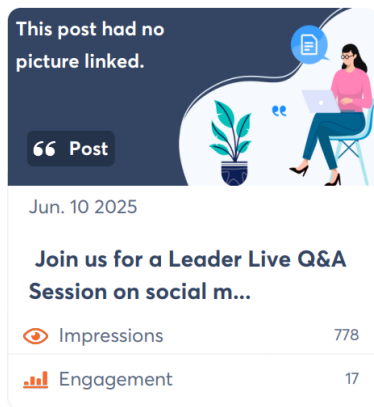 This post had no
picture linked.
Post
Jun. 10 2025
Join us for a Leader Live Q&A
Session on social m...
Impressions 778
Engagement 17